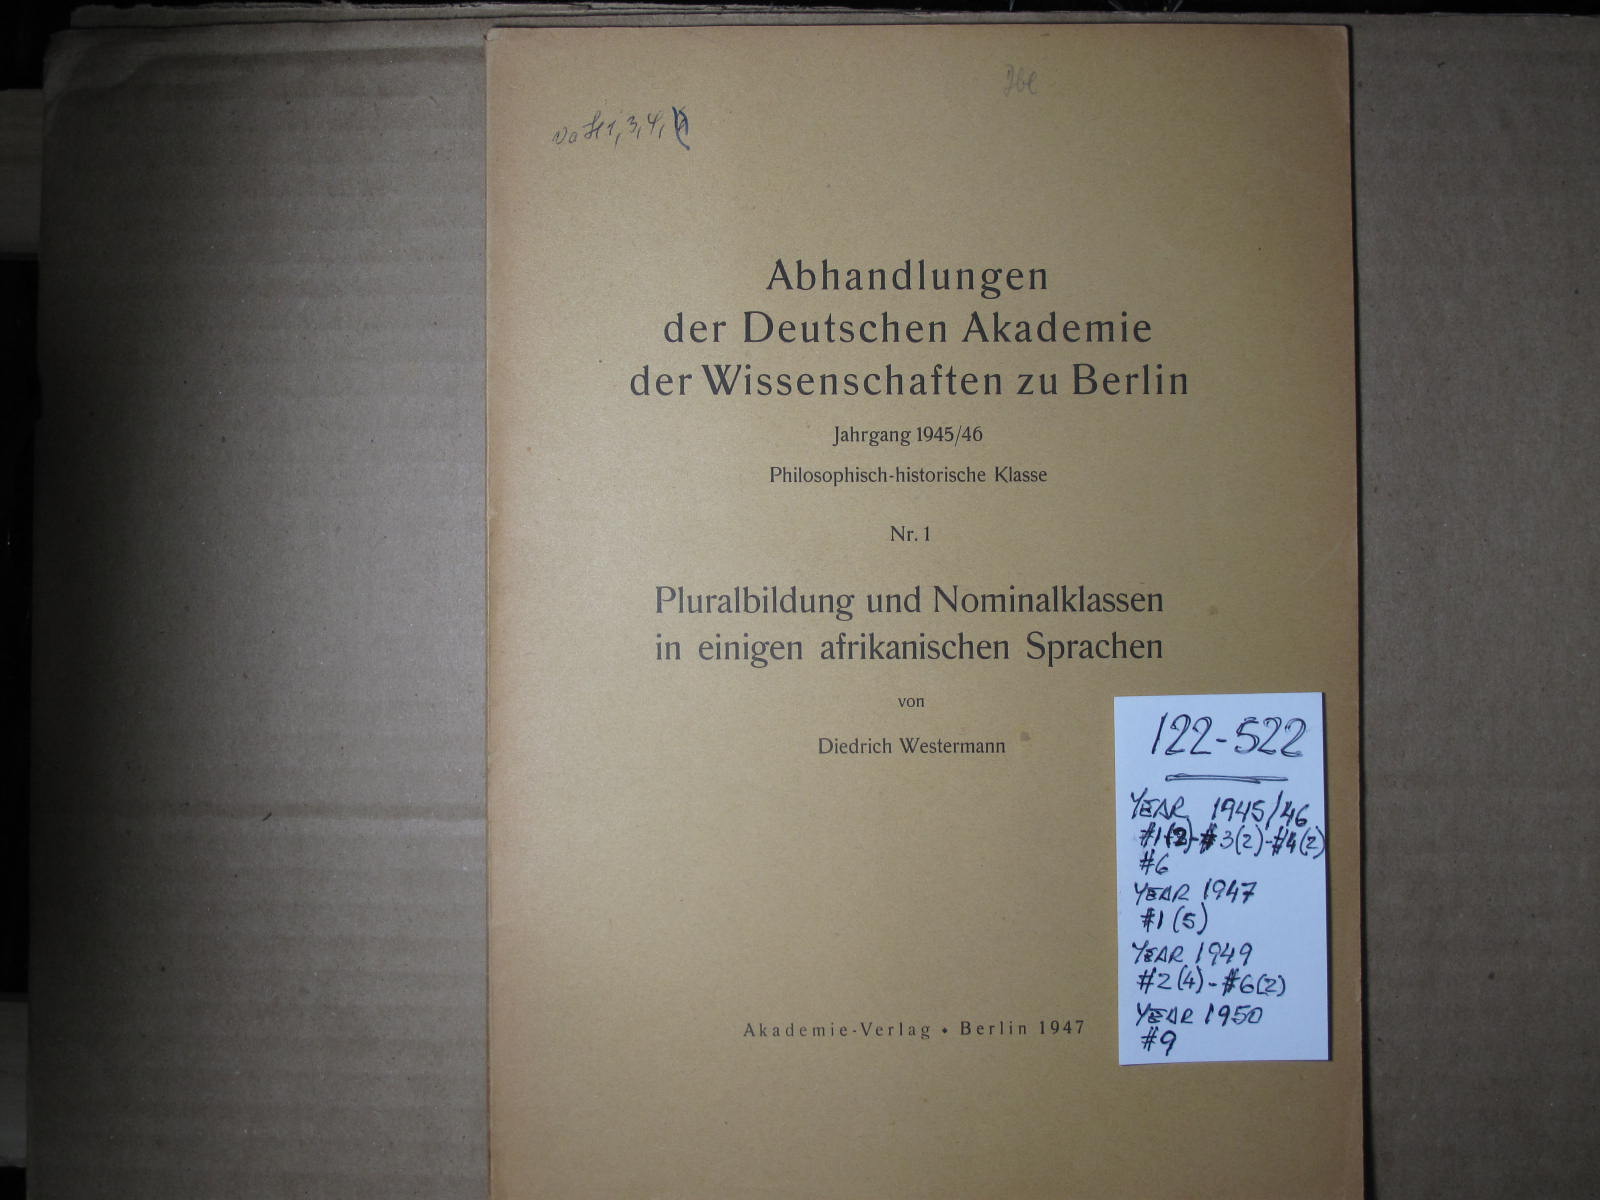 Abhandlungen
der Deutschen Akademie
der Wissenschaften zu Berlin
Jahrgang 1945/46
Philosophisch-historische Klasse
Nr. 1
Pluralbildung und Nominalklassen
in einigen afrikanischen Sprachen
von
Diedrich Westermann
Akademie-Verlag • Berlin 1947
122-522
YEAR 1945/46
#1(2)-#3(2)-#4(2)
#6
YEAR 1947
#1(5)
YEAR 1949
#2(4)-#6(2)
YEAR 1950
#9